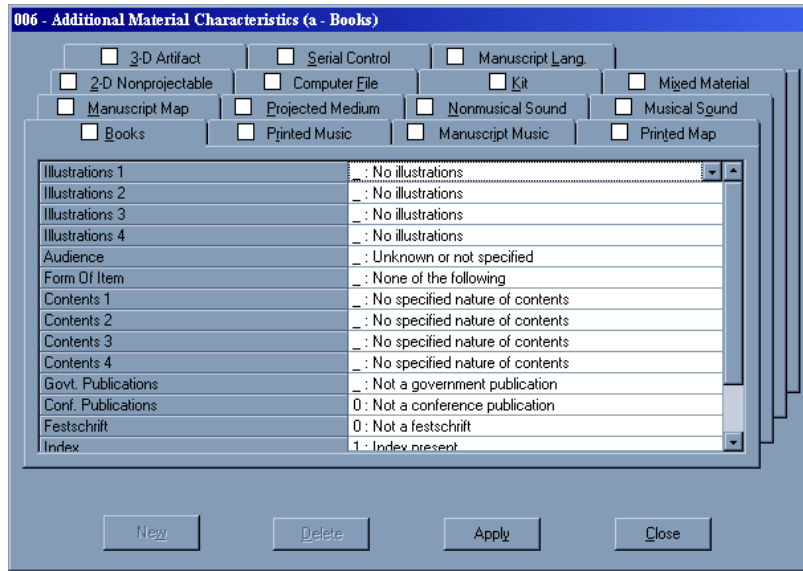 006 - Additional Material Characteristics (a - Books)
3-D Artifact Serial Control Manuscript Lang.
2-D Nonprojectable Computer File Kit Mixed Material
Manuscript Map Projected Medium Nonmusical Sound Musical Sound
Books Printed Music Manuscript Music Printed Map
Illustrations 1 _ : No illustrations
Illustrations 2 _ : No illustrations
Illustrations 3 _ : No illustrations
Illustrations 4 _ : No illustrations
Audience _ : Unknown or not specified
Form Of Item _ : None of the following
Contents 1 _ : No specified nature of contents
Contents 2 _ : No specified nature of contents
Contents 3 _ : No specified nature of contents
Contents 4 _ : No specified nature of contents
Govt. Publications _ : Not a government publication
Conf. Publications 0 : Not a conference publication
Festschrift 0 : Not a festschrift
Index 1 : Index present
New Delete Apply Close